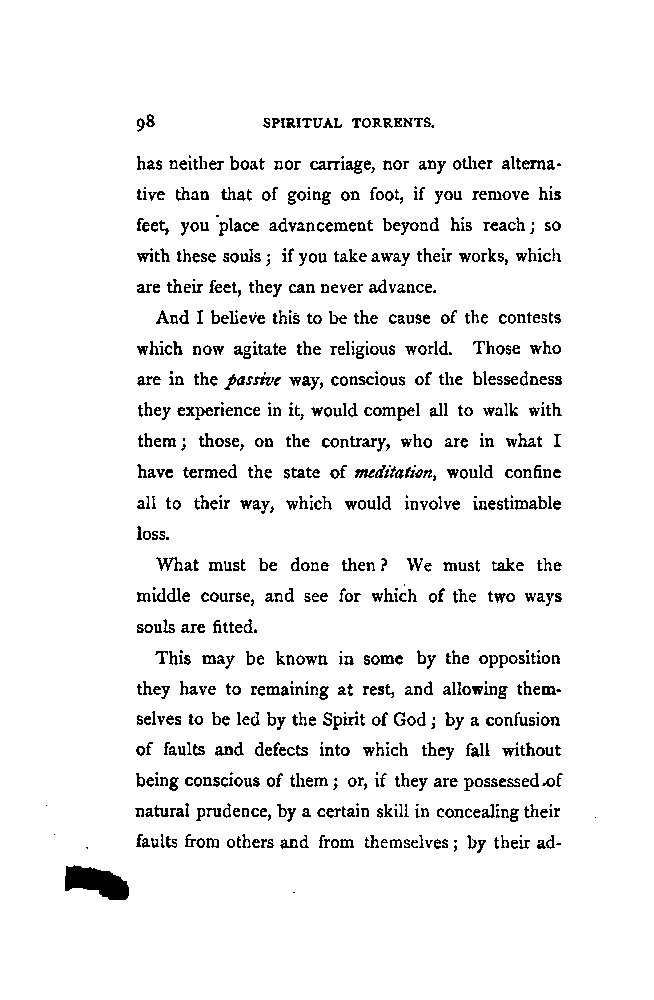 98 SPIRITUAL TORRENTS.
has neither boat nor carriage, nor any other alterna-
tive than that of going on foot, if you remove his
feet, you place advancement beyond his reach; so
with these souls; if you take away their works, which
are their feet, they can never advance.
And I believe this to be the cause of the contests
which now agitate the religious world. Those who
are in the passive way, conscious of the blessedness
they experience in it, would compel all to walk with
them; those, on the contrary, who are in what I
have termed the state of meditation, would confine
all to their way, which would involve inestimable
loss.
What must be done then? We must take the
middle course, and see for which of the two ways
souls are fitted.
This may be known in some by the opposition
they have to remaining at rest, and allowing them-
selves to be led by the Spirit of God; by a confusion
of faults and defects into which they fall without
being conscious of them; or, if they are possessed of
natural prudence, by a certain skill in concealing their
faults from others and from themselves; by their ad-